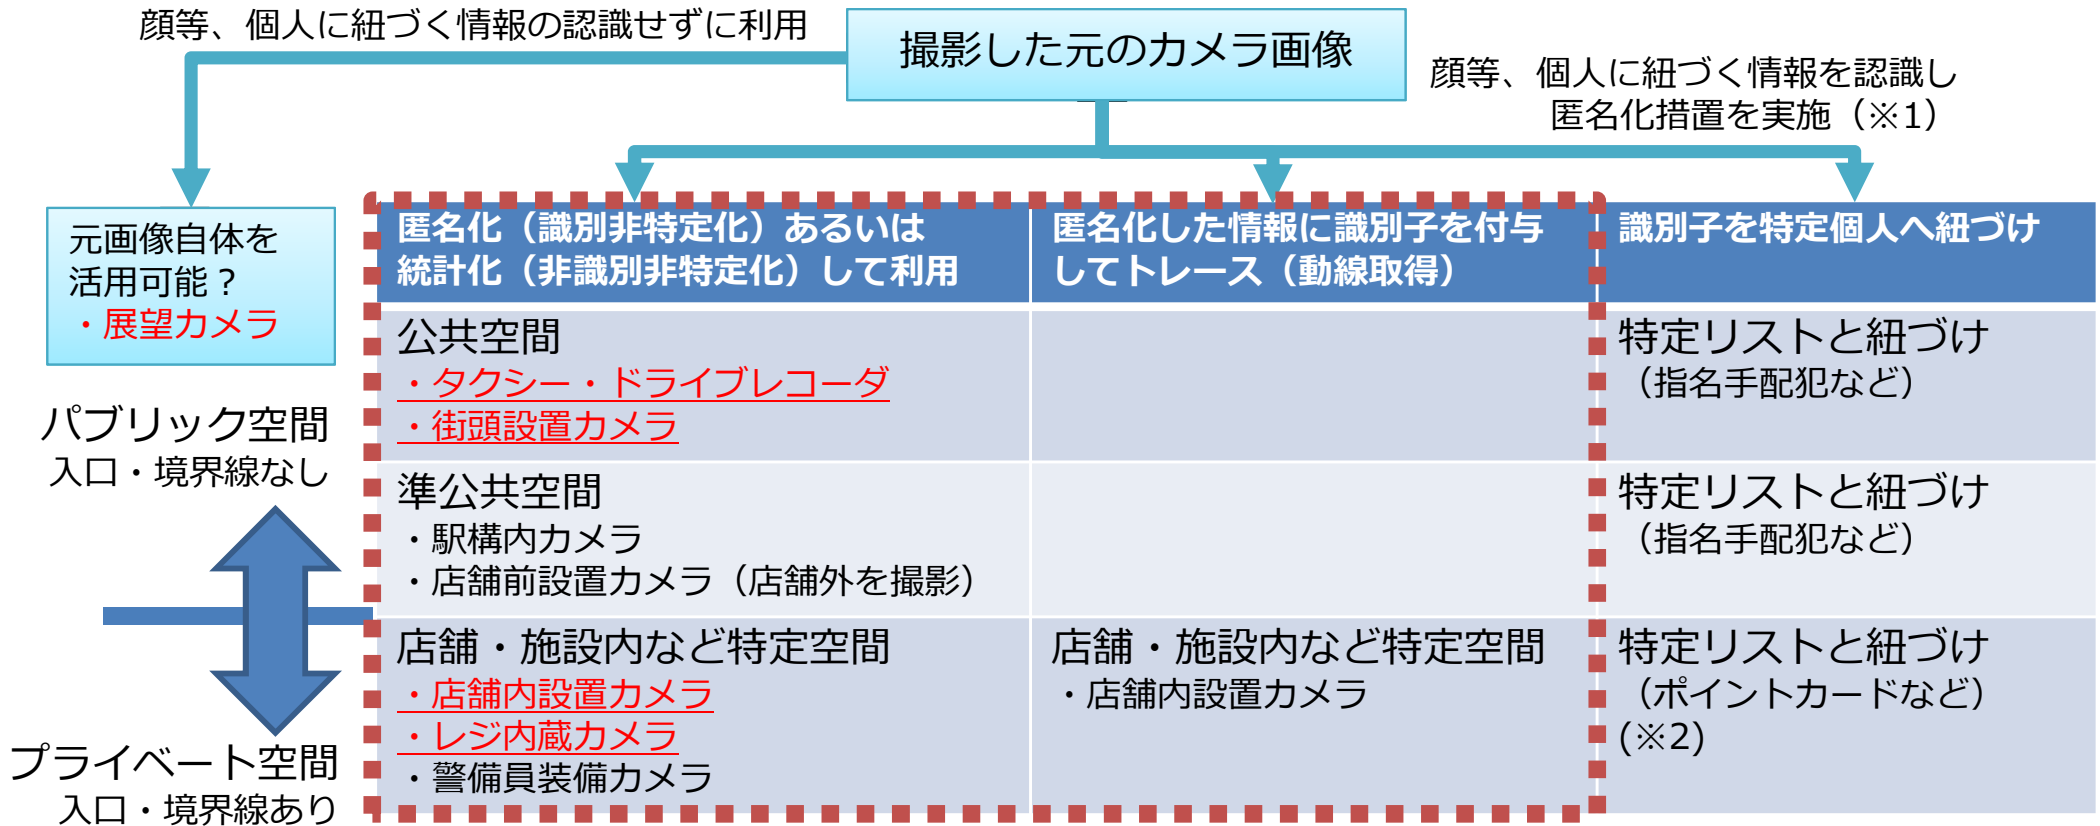 顔等、個人に紐づく情報の認識せずに利用
撮影した元のカメラ画像
顔等、個人に紐づく情報を認識し
匿名化措置を実施（※1）
元画像自体を
活用可能？
・展望カメラ
匿名化（識別非特定化）あるいは
統計化（非識別非特定化）して利用
匿名化した情報に識別子を付与
してトレース（動線取得）
識別子を特定個人へ紐づけ
公共空間
・タクシー・ドライブレコーダ
・街頭設置カメラ
特定リストと紐づけ
（指名手配犯など）
パブリック空間
入口・境界線なし
準公共空間
・駅構内カメラ
・店舗前設置カメラ（店舗外を撮影）
特定リストと紐づけ
（指名手配犯など）
店舗・施設内など特定空間
・店舗内設置カメラ
・レジ内蔵カメラ
・警備員装備カメラ
店舗・施設内など特定空間
・店舗内設置カメラ
特定リストと紐づけ
（ポイントカードなど）
(※2)
プライベート空間
入口・境界線あり